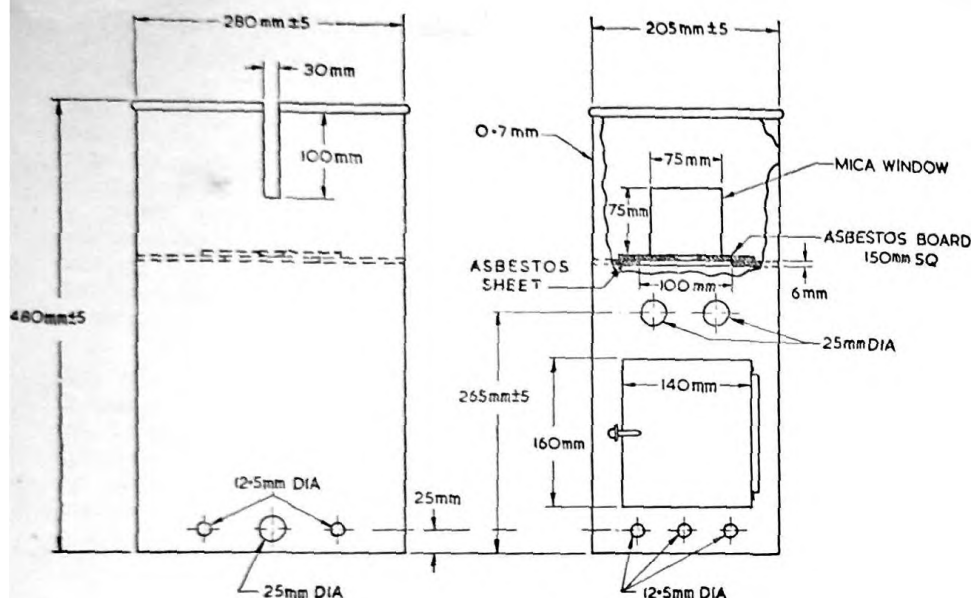 280mm ±5
30mm
100mm
480mm±5
12·5mm DIA
25mm
25mm DIA
205mm ±5
0·7mm
75mm
MICA WINDOW
75mm
ASBESTOS BOARD
150mm SQ
ASBESTOS
SHEET
100mm
6mm
25mm DIA
265mm±5
140mm
160mm
12·5mm DIA